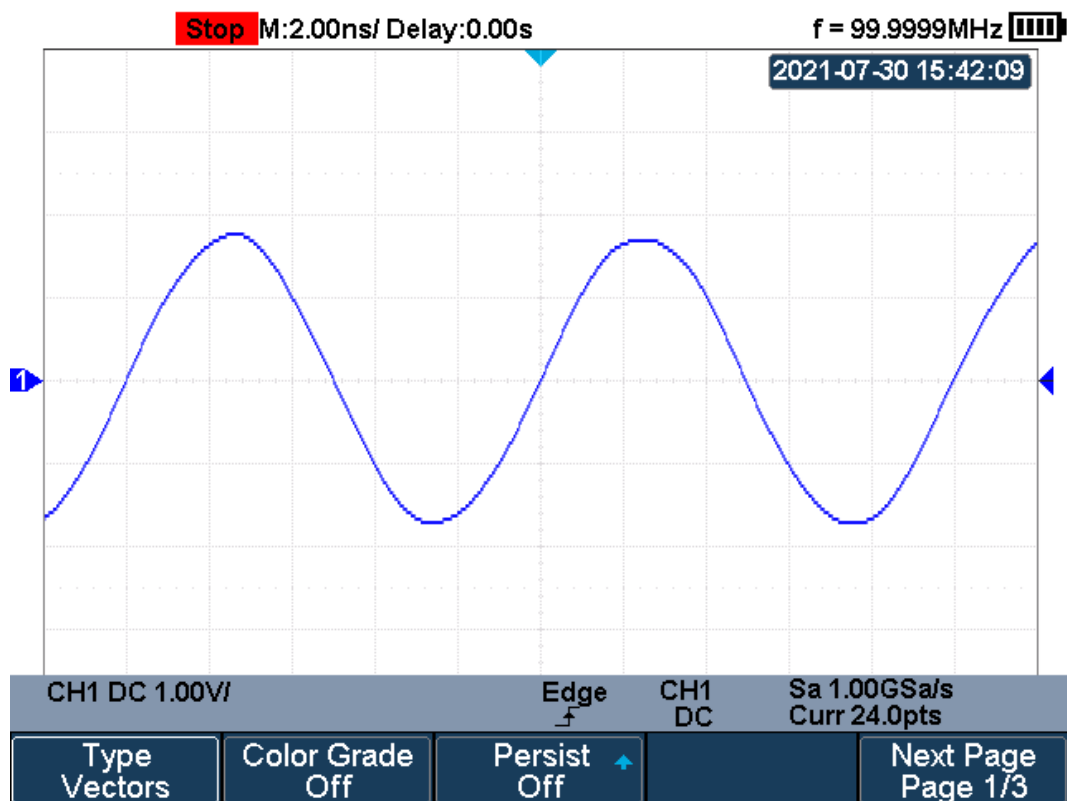 Stop M:2.00ns/ Delay:0.00s f = 99.9999MHz
2021-07-30 15:42:09
1
CH1 DC 1.00V/ Edge CH1 Sa 1.00GSa/s
DC Curr 24.0pts
Type Color Grade Persist Next Page
Vectors Off Off Page 1/3